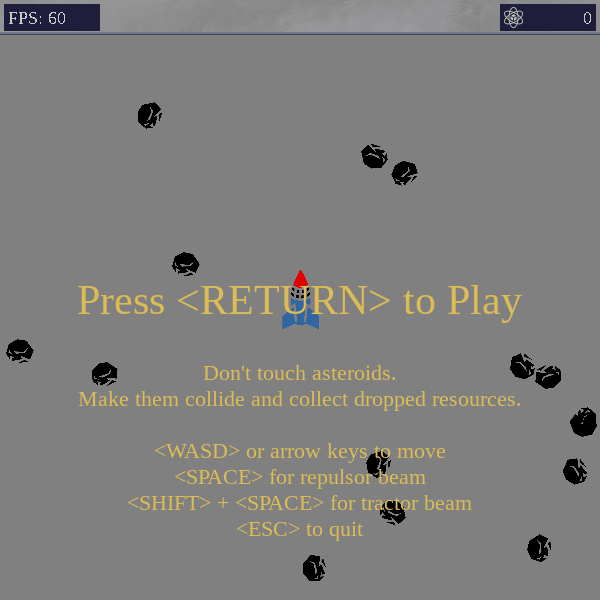 FPS: 60
0
Press <RETURN> to Play
Don't touch asteroids.
Make them collide and collect dropped resources.
<WASD> or arrow keys to move
<SPACE> for repulsor beam
<SHIFT> + <SPACE> for tractor beam
<ESC> to quit